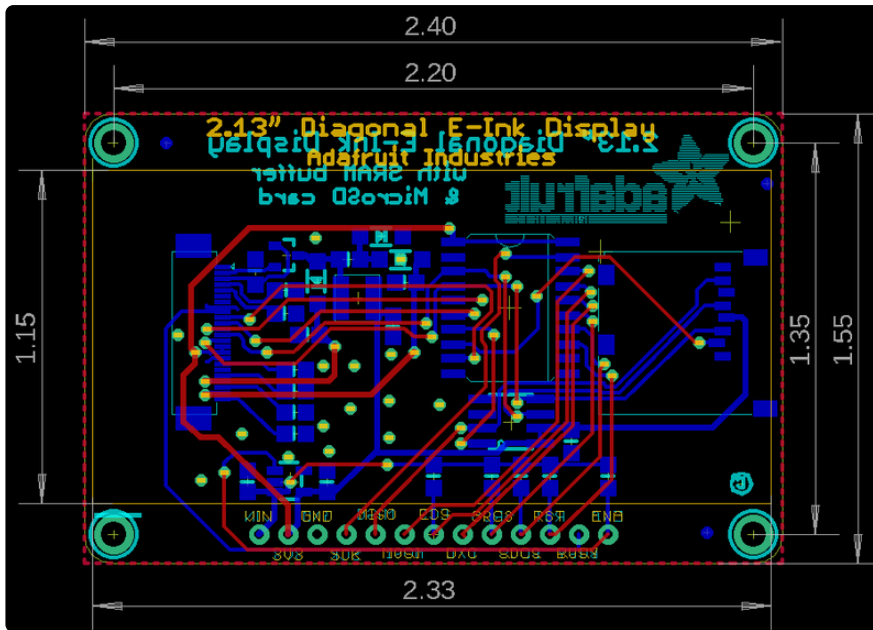 2.40
2.20
2.13" Diagonal E-Ink Display
2.13" Diagonal E-Ink Display
Adafruit Industries
with SRAM buffer
& MicroSD card
adafruit
1.15
1.35
1.55
VIN GND MISO ECS SRCS RST ENA
3V3 SCK MOSI D/C SDCS BUSY
2.33